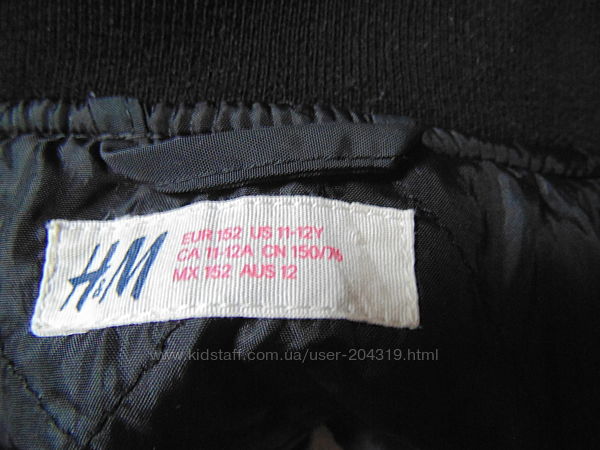 H&M
EUR 152 US 11-12Y
CA 11-12A CN 150/76
MX 152 AUS 12
www.kidstaff.com.ua/user-204319.html